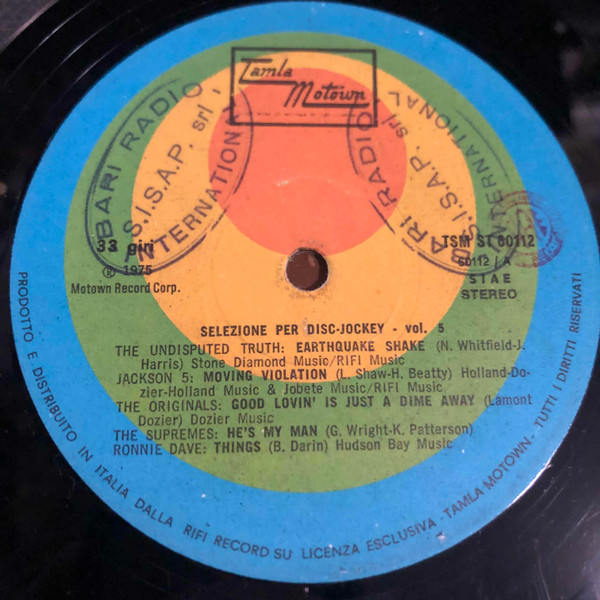 Tamla
Motown
BARI RADIO
S.I.S.A.P. srl,
INTERNATIONAL
BARI RADIO
S.I.S.A.P. srl
INTERNATIONAL
33 giri
℗ 1975
Motown Record Corp.
TSM ST 60112
60112 / A
S I A E
STEREO
SELEZIONE PER DISC-JOCKEY - vol. 5
THE UNDISPUTED TRUTH: EARTHQUAKE SHAKE (N. Whitfield-J.
Harris) Stone Diamond Music/RIFI Music
JACKSON 5: MOVING VIOLATION (L. Shaw-H. Beatty) Holland-Do-
zier-Holland Music & Jobete Music/RIFI Music
THE ORIGINALS: GOOD LOVIN' IS JUST A DIME AWAY (Lamont
Dozier) Dozier Music
THE SUPREMES: HE'S MY MAN (G. Wright-K. Patterson)
RONNIE DAVE: THINGS (B. Darin) Hudson Bay Music
PRODOTTO E DISTRIBUITO IN ITALIA DALLA RIFI RECORD SU LICENZA ESCLUSIVA - TAMLA MOTOWN - TUTTI I DIRITTI RISERVATI